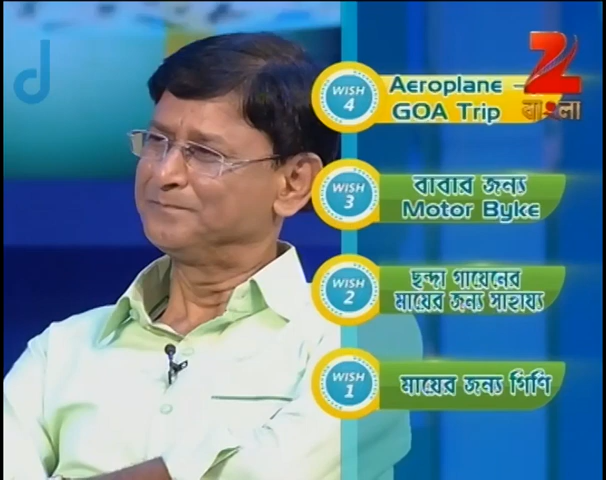 d
Z
বাংলা
WISH
4
Aeroplane -
GOA Trip
WISH
3
বাবার জন্য
Motor Byke
WISH
2
ছন্দা গায়েনের
মায়ের জন্য সাহায্য
WISH
1
মায়ের জন্য গিণি